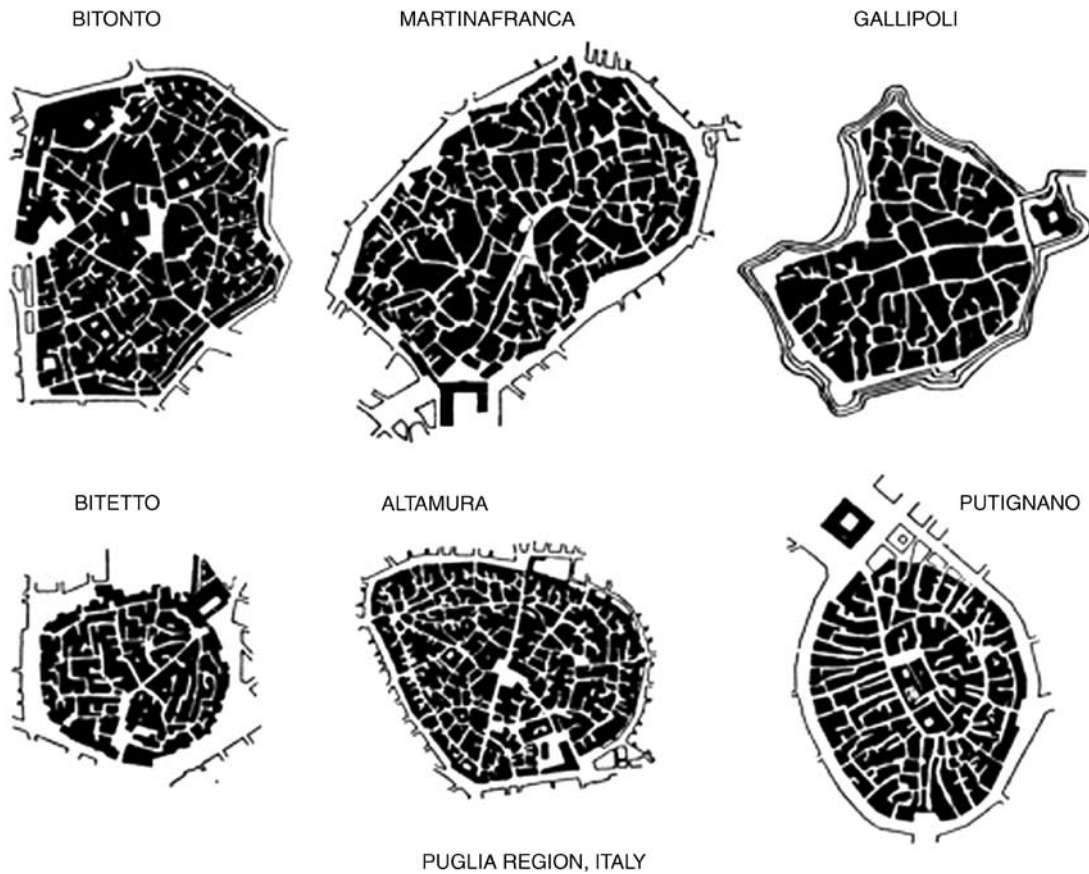 BITONTO
MARTINAFRANCA
GALLIPOLI
BITETTO
ALTAMURA
PUTIGNANO
PUGLIA REGION, ITALY